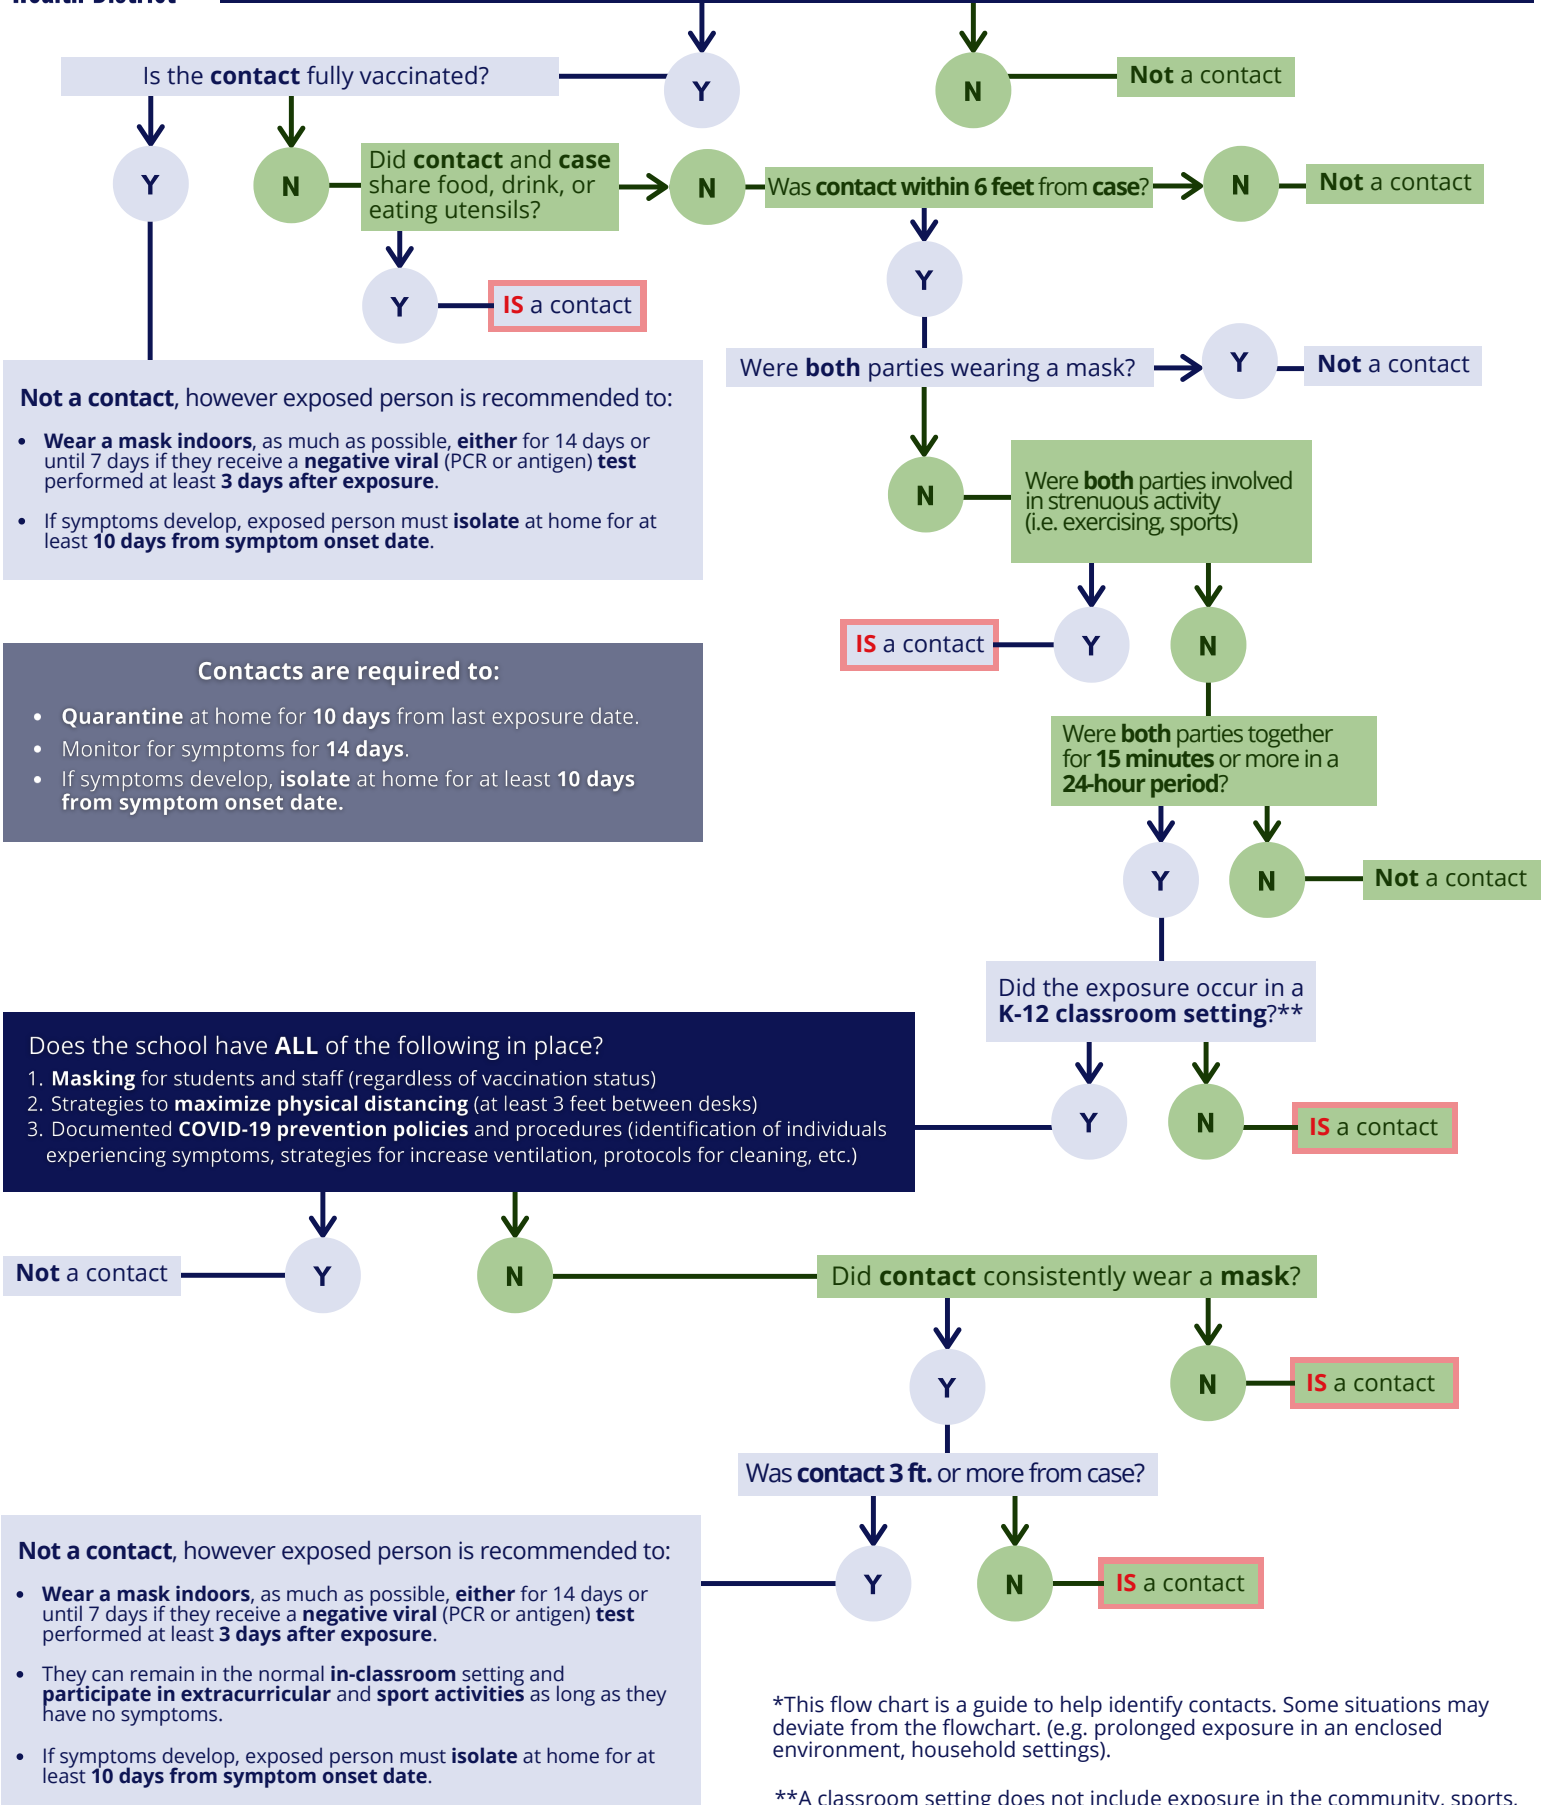 Health District
Is the contact fully vaccinated?
Y
N
Not a contact
Y
N
Did contact and case
share food, drink, or
eating utensils?
N
Was contact within 6 feet from case?
N
Not a contact
Y
IS a contact
Y
Were both parties wearing a mask?
Y
Not a contact
Not a contact, however exposed person is recommended to:
• Wear a mask indoors, as much as possible, either for 14 days or
until 7 days if they receive a negative viral (PCR or antigen) test
performed at least 3 days after exposure.
• If symptoms develop, exposed person must isolate at home for at
least 10 days from symptom onset date.
N
Were both parties involved
in strenuous activity
(i.e. exercising, sports)
IS a contact
Y
N
Contacts are required to:
• Quarantine at home for 10 days from last exposure date.
• Monitor for symptoms for 14 days.
• If symptoms develop, isolate at home for at least 10 days
from symptom onset date.
Were both parties together
for 15 minutes or more in a
24-hour period?
Y
N
Not a contact
Did the exposure occur in a
K-12 classroom setting?**
Does the school have ALL of the following in place?
1. Masking for students and staff (regardless of vaccination status)
2. Strategies to maximize physical distancing (at least 3 feet between desks)
3. Documented COVID-19 prevention policies and procedures (identification of individuals
experiencing symptoms, strategies for increase ventilation, protocols for cleaning, etc.)
Y
N
IS a contact
Not a contact
Y
N
Did contact consistently wear a mask?
Y
N
IS a contact
Was contact 3 ft. or more from case?
Y
N
IS a contact
Not a contact, however exposed person is recommended to:
• Wear a mask indoors, as much as possible, either for 14 days or
until 7 days if they receive a negative viral (PCR or antigen) test
performed at least 3 days after exposure.
• They can remain in the normal in-classroom setting and
participate in extracurricular and sport activities as long as they
have no symptoms.
• If symptoms develop, exposed person must isolate at home for at
least 10 days from symptom onset date.
*This flow chart is a guide to help identify contacts. Some situations may
deviate from the flowchart. (e.g. prolonged exposure in an enclosed
environment, household settings).
**A classroom setting does not include exposure in the community, sports,